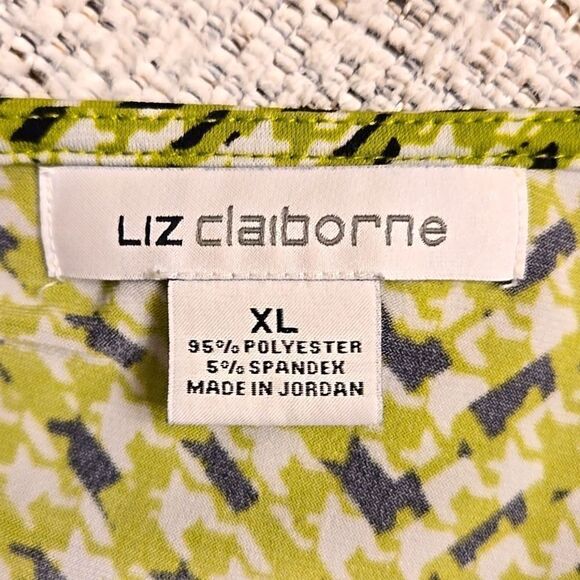 LIZ claiborne
XL
95% POLYESTER
5% SPANDEX
MADE IN JORDAN